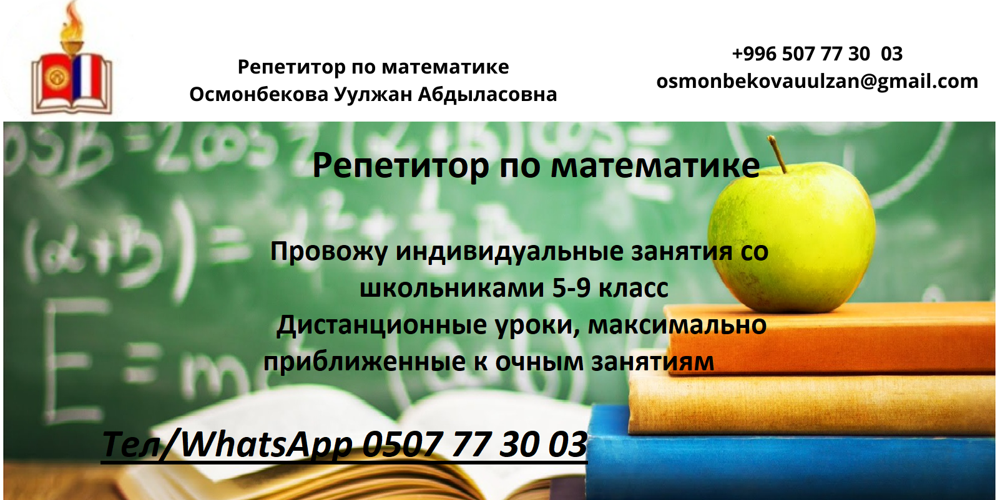 Репетитор по математике
Осмонбекова Уулжан Абдыласовна
+996 507 77 30  03
osmonbekovauulzan@gmail.com
Репетитор по математике
Провожу индивидуальные занятия со
школьниками 5-9 класс
Дистанционные уроки, максимально
приближенные к очным занятиям
Тел/WhatsApp 0507 77 30 03
E = mc